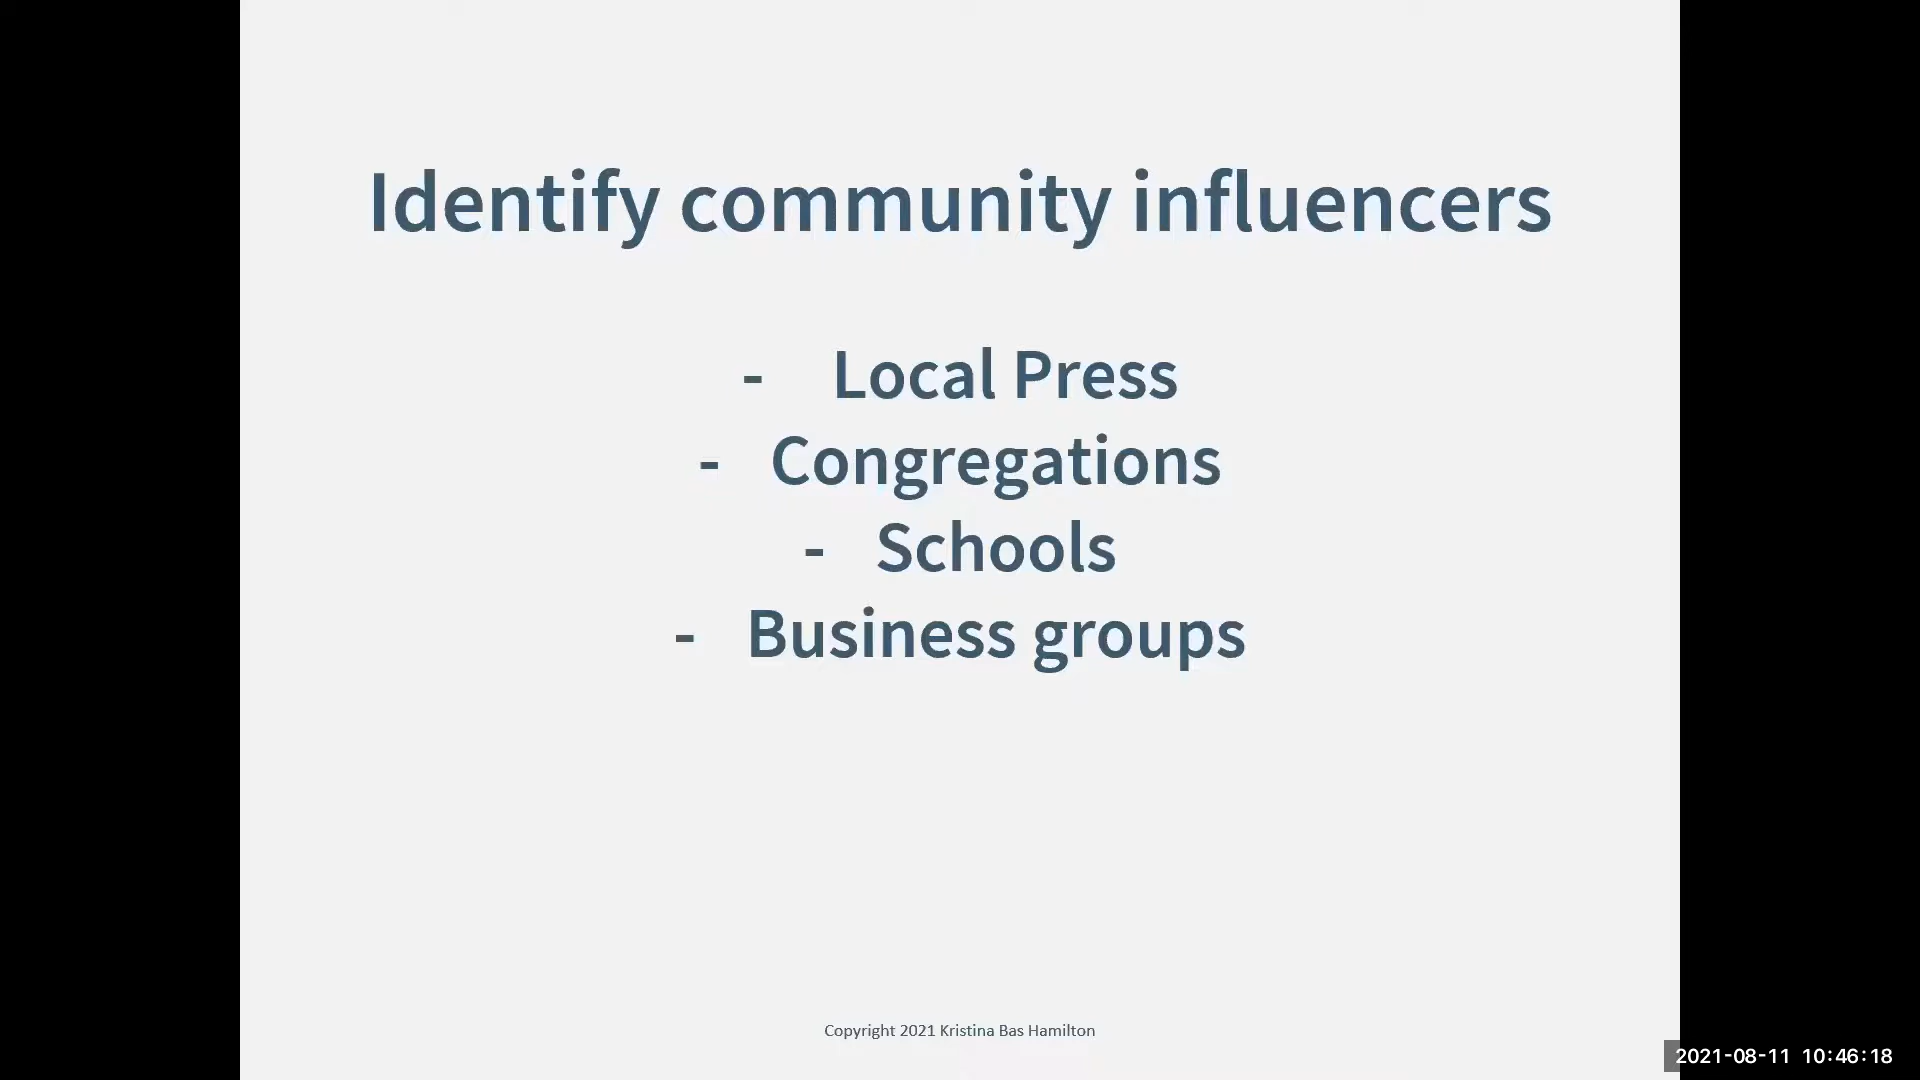 Identify community influencers
- Local Press
- Congregations
- Schools
- Business groups
Copyright 2021 Kristina Bas Hamilton
2021-08-11 10:46:18